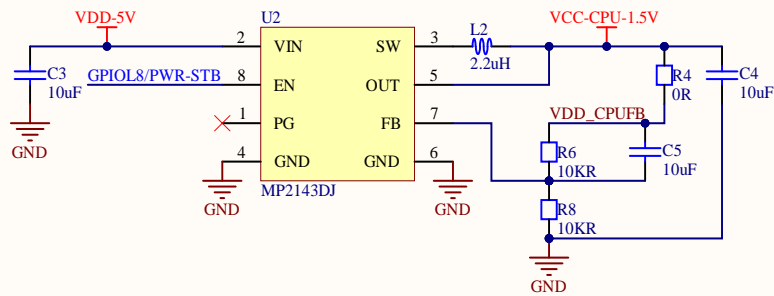 VDD-5V
U2
L2
VCC-CPU-1.5V
2
VIN
SW
3
2.2uH
C3
10uF
GPIOL8/PWR-STB
8
EN
OUT
5
R4
0R
C4
10uF
1
PG
FB
7
VDD_CPUFB
GND
4
GND
GND
6
R6
10KR
C5
10uF
MP2143DJ
GND
GND
R8
10KR
GND